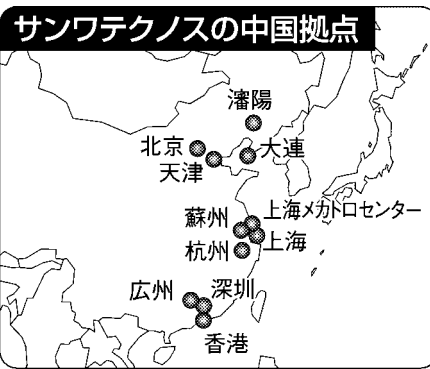 サンワテクノスの中国拠点
瀋陽
北京
大連
天津
上海メカトロセンター
蘇州
上海
杭州
広州
深圳
香港